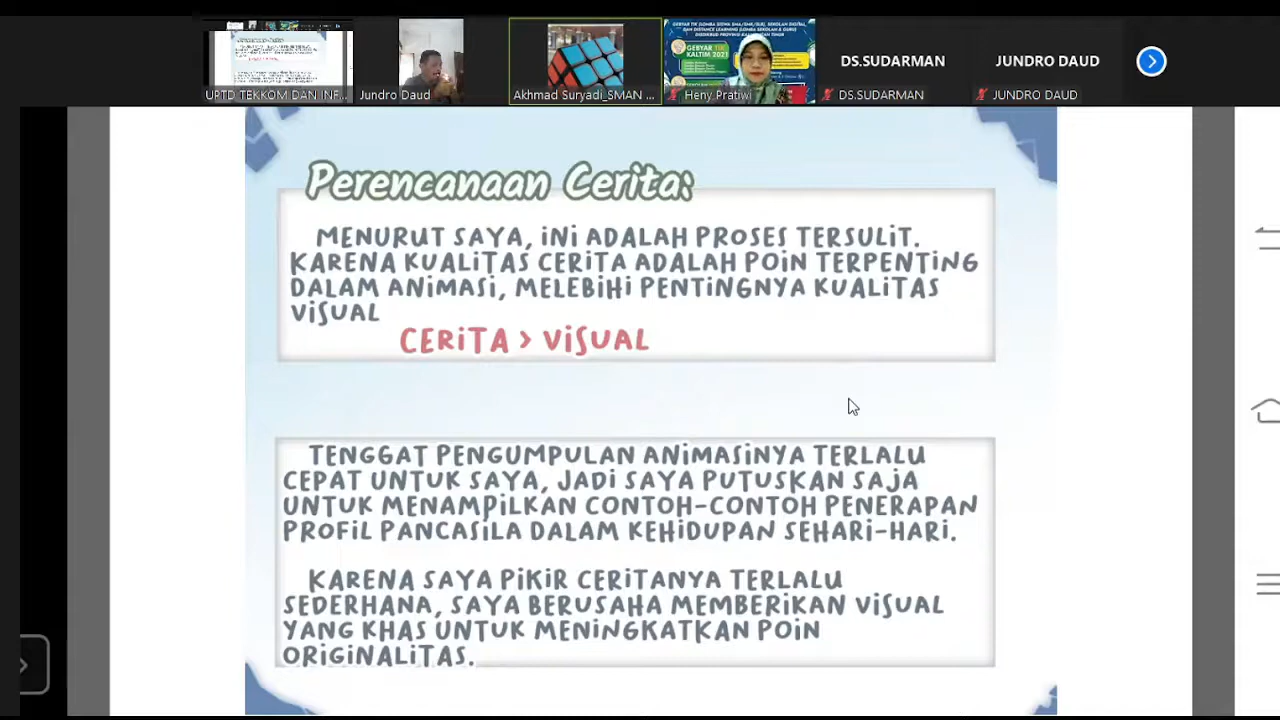 UPTD TEKKOM DAN INF...
Jundro Daud
Akhmad Suryadi_SMAN ...
GEBYAR TIK
KALTIM 2021
Heny Pratiwi
DS.SUDARMAN
DS.SUDARMAN
JUNDRO DAUD
JUNDRO DAUD
Perencanaan Cerita:
MENURUT SAYA, INI ADALAH PROSES TERSULIT.
KARENA KUALITAS CERITA ADALAH POIN TERPENTING
DALAM ANIMASI, MELEBIHI PENTINGNYA KUALITAS
VISUAL
CERITA > VISUAL
TENGGAT PENGUMPULAN ANIMASINYA TERLALU
CEPAT UNTUK SAYA, JADI SAYA PUTUSKAN SAJA
UNTUK MENAMPILKAN CONTOH-CONTOH PENERAPAN
PROFIL PANCASILA DALAM KEHIDUPAN SEHARI-HARI.
KARENA SAYA PIKIR CERITANYA TERLALU
SEDERHANA, SAYA BERUSAHA MEMBERIKAN VISUAL
YANG KHAS UNTUK MENINGKATKAN POIN
ORIGINALITAS.